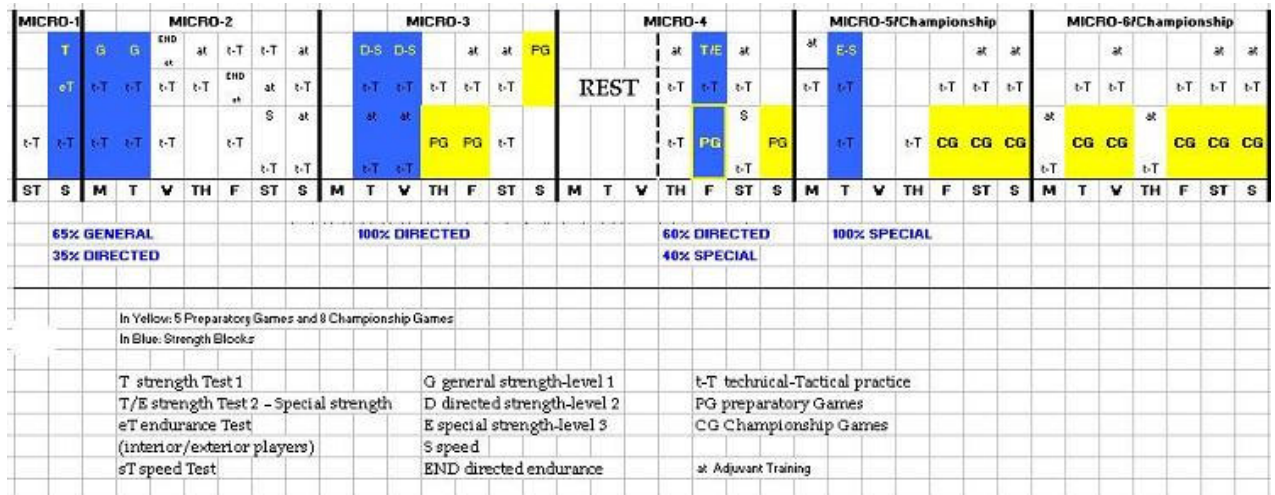 MICRO-1 MICRO-2 MICRO-3 MICRO-4 MICRO-5/Championship MICRO-6/Championship
T G G END at t-T t-T at D-S D-S at at PG at T/E at at E-S at at at at at
at
eT t-T t-T t-T t-T END at t-T t-T t-T t-T t-T t-T REST t-T t-T t-T t-T t-T t-T t-T t-T t-T t-T t-T t-T t-T
at
S at at at S at at
t-T t-T t-T t-T t-T t-T PG PG t-T t-T PG PG t-T t-T CG CG CG CG CG CG CG CG
t-T t-T t-T t-T t-T t-T t-T
ST S M T W TH F ST S M T W TH F ST S M T W TH F ST S M T W TH F ST S M T W TH F ST S
65% GENERAL 100% DIRECTED 60% DIRECTED 100% SPECIAL
35% DIRECTED 40% SPECIAL
In Yellow: 5 Preparatory Games and 8 Championship Games
In Blue: Strength Blocks
T strength Test 1 G general strength-level 1 t-T technical-Tactical practice
T/E strength Test 2 - Special strength D directed strength-level 2 PG preparatory Games
eT endurance Test E special strength-level 3 CG Championship Games
(interior/exterior players) S speed
sT speed Test END directed endurance at Adjuvant Training